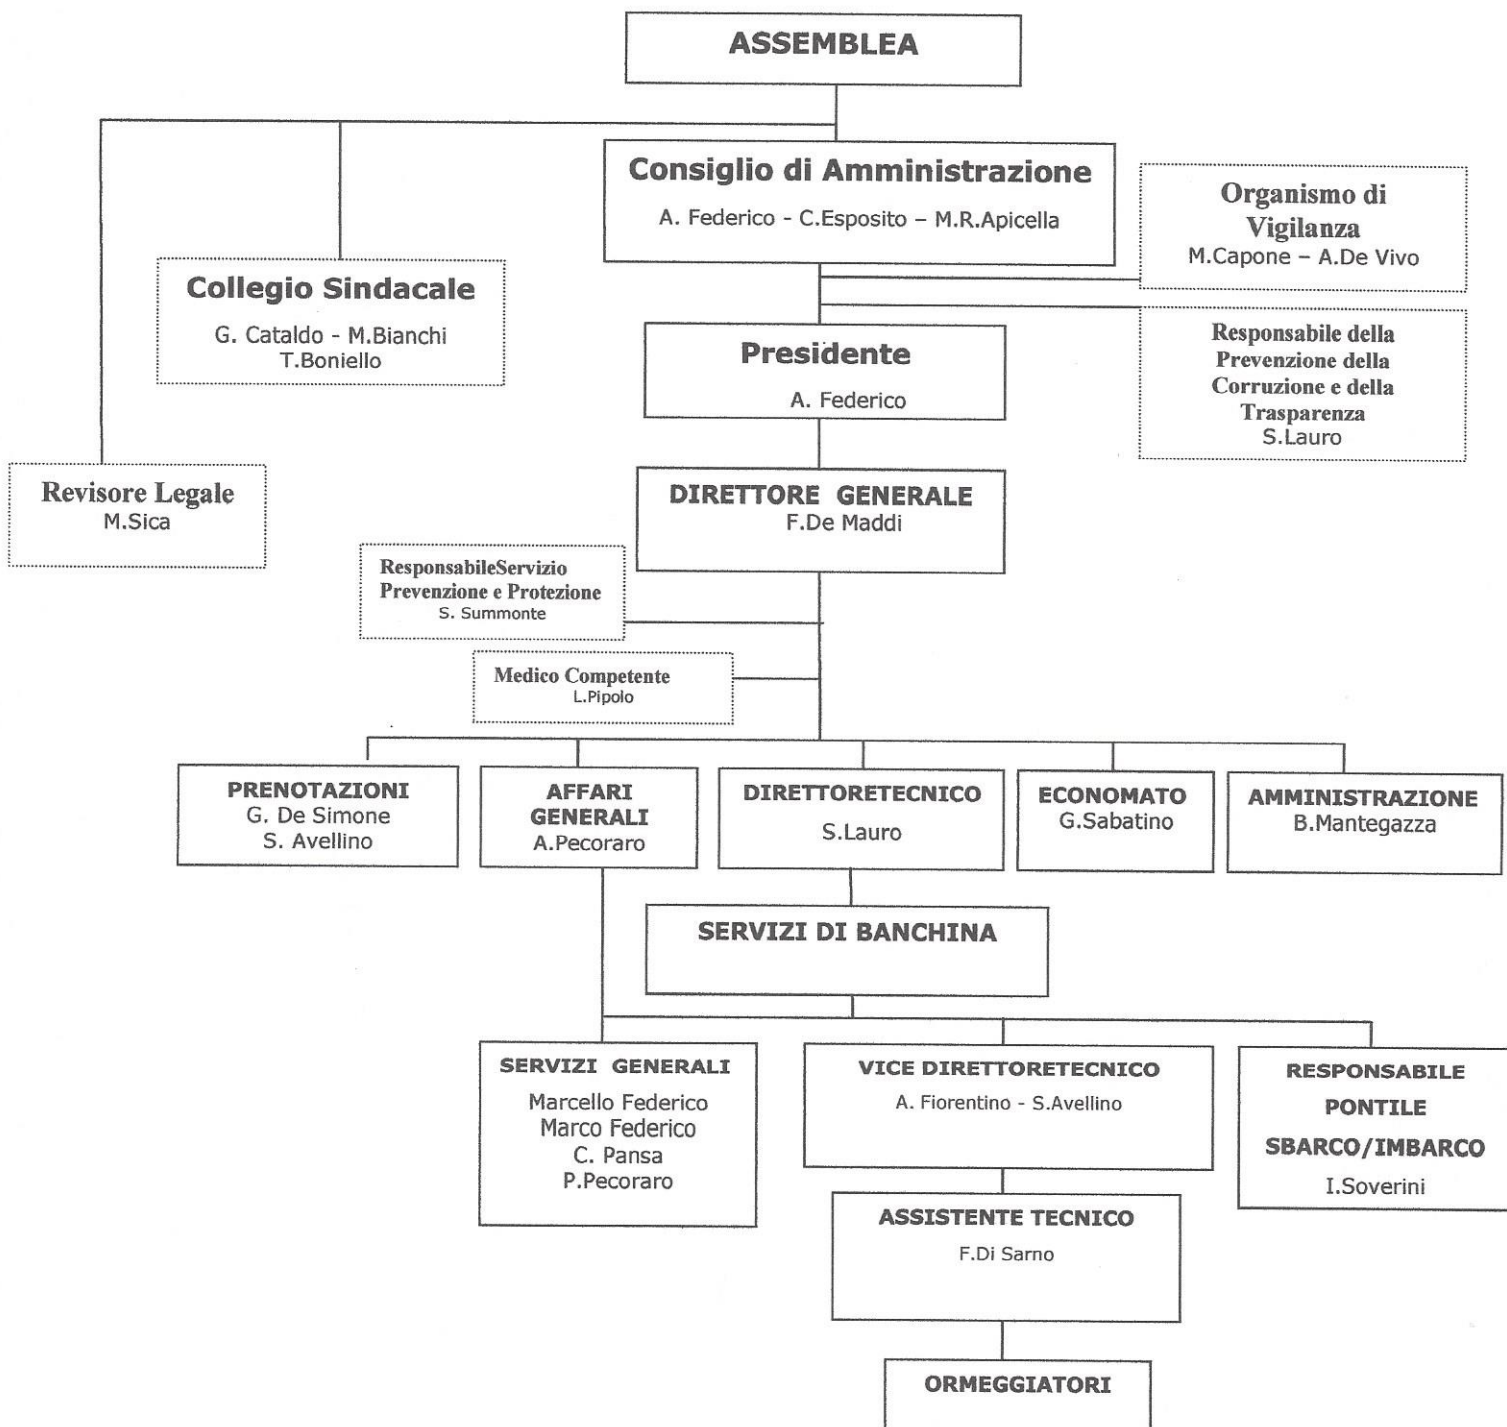 ASSEMBLEA
Consiglio di Amministrazione
A. Federico - C.Esposito – M.R.Apicella
Organismo di
Vigilanza
M.Capone – A.De Vivo
Collegio Sindacale
G. Cataldo - M.Bianchi
T.Boniello
Presidente
A. Federico
Responsabile della
Prevenzione della
Corruzione e della
Trasparenza
S.Lauro
Revisore Legale
M.Sica
DIRETTORE GENERALE
F.De Maddi
ResponsabileServizio
Prevenzione e Protezione
S. Summonte
Medico Competente
L.Pipolo
PRENOTAZIONI
G. De Simone
S. Avellino
AFFARI
GENERALI
A.Pecoraro
DIRETTORETECNICO
S.Lauro
ECONOMATO
G.Sabatino
AMMINISTRAZIONE
B.Mantegazza
SERVIZI DI BANCHINA
SERVIZI GENERALI
Marcello Federico
Marco Federico
C. Pansa
P.Pecoraro
VICE DIRETTORETECNICO
A. Fiorentino - S.Avellino
RESPONSABILE
PONTILE
SBARCO/IMBARCO
I.Soverini
ASSISTENTE TECNICO
F.Di Sarno
ORMEGGIATORI